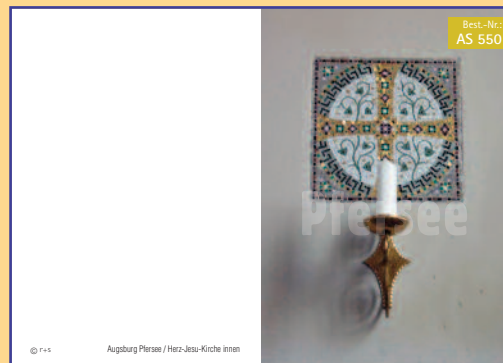 Best.-Nr.:
AS 550
Pfersee
© r+s
Augsburg Pfersee / Herz-Jesu-Kirche innen